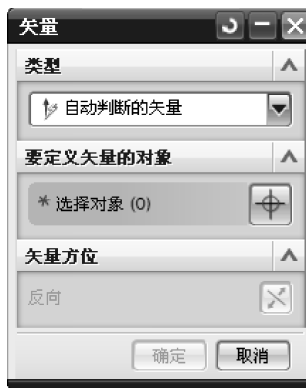 矢量
类型
自动判断的矢量
要定义矢量的对象
* 选择对象 (0)
矢量方位
反向
确定 取消